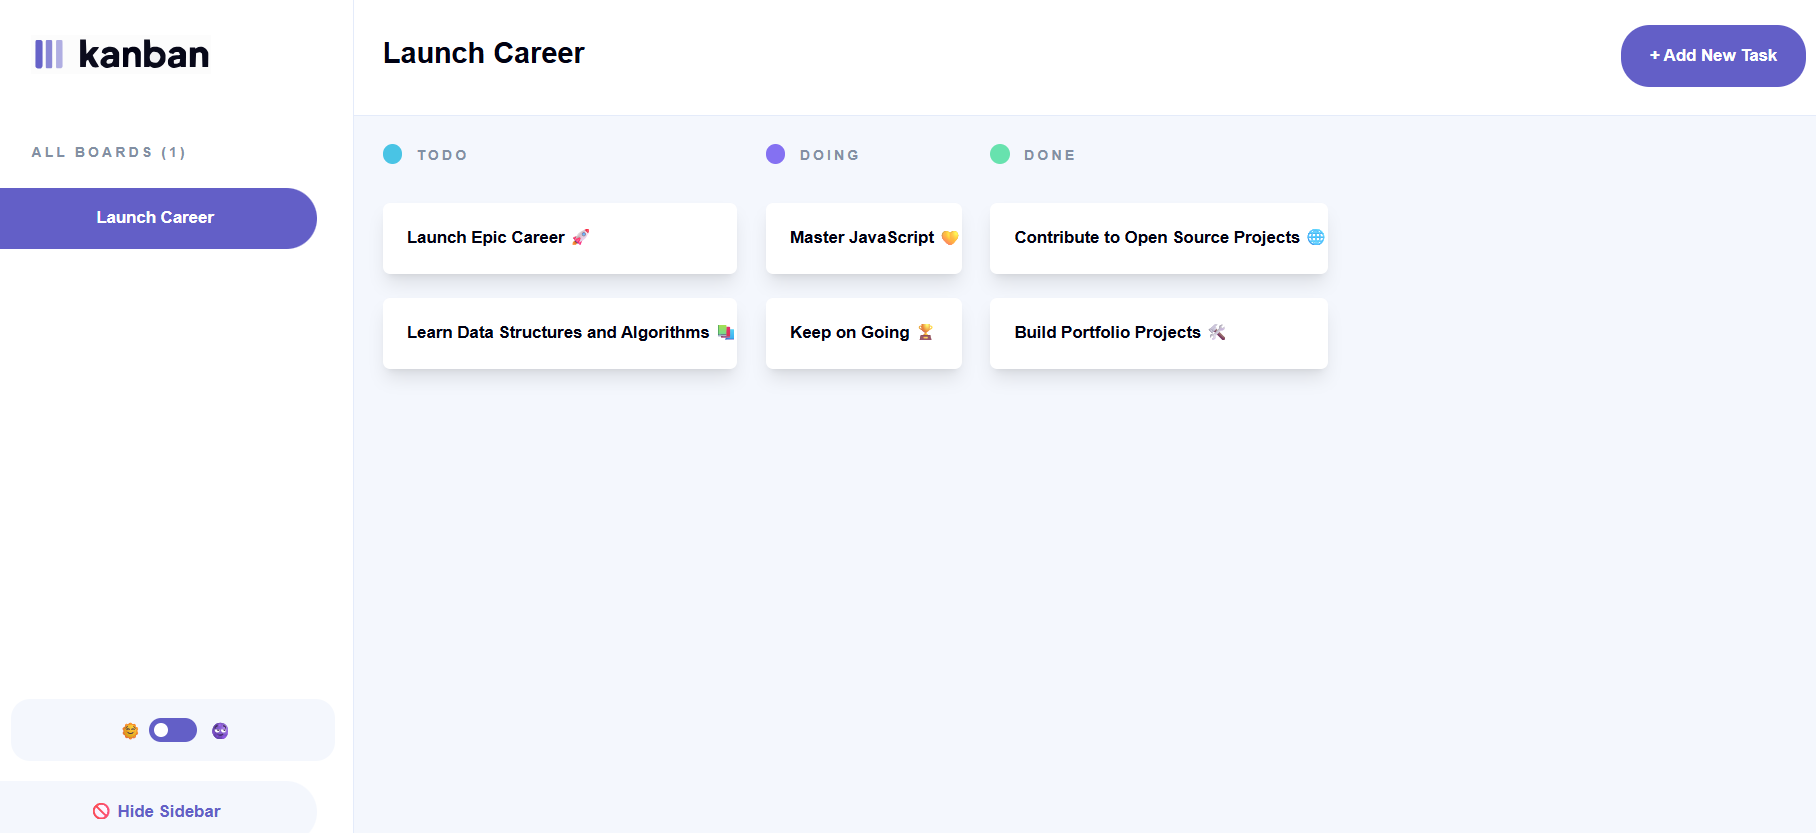 kanban
Launch Career
+ Add New Task
ALL BOARDS (1)
Launch Career
TODO
Launch Epic Career 🚀
Learn Data Structures and Algorithms 📚
DOING
Master JavaScript 💛
Keep on Going 🏆
DONE
Contribute to Open Source Projects 🌐
Build Portfolio Projects 🛠️
🚫 Hide Sidebar